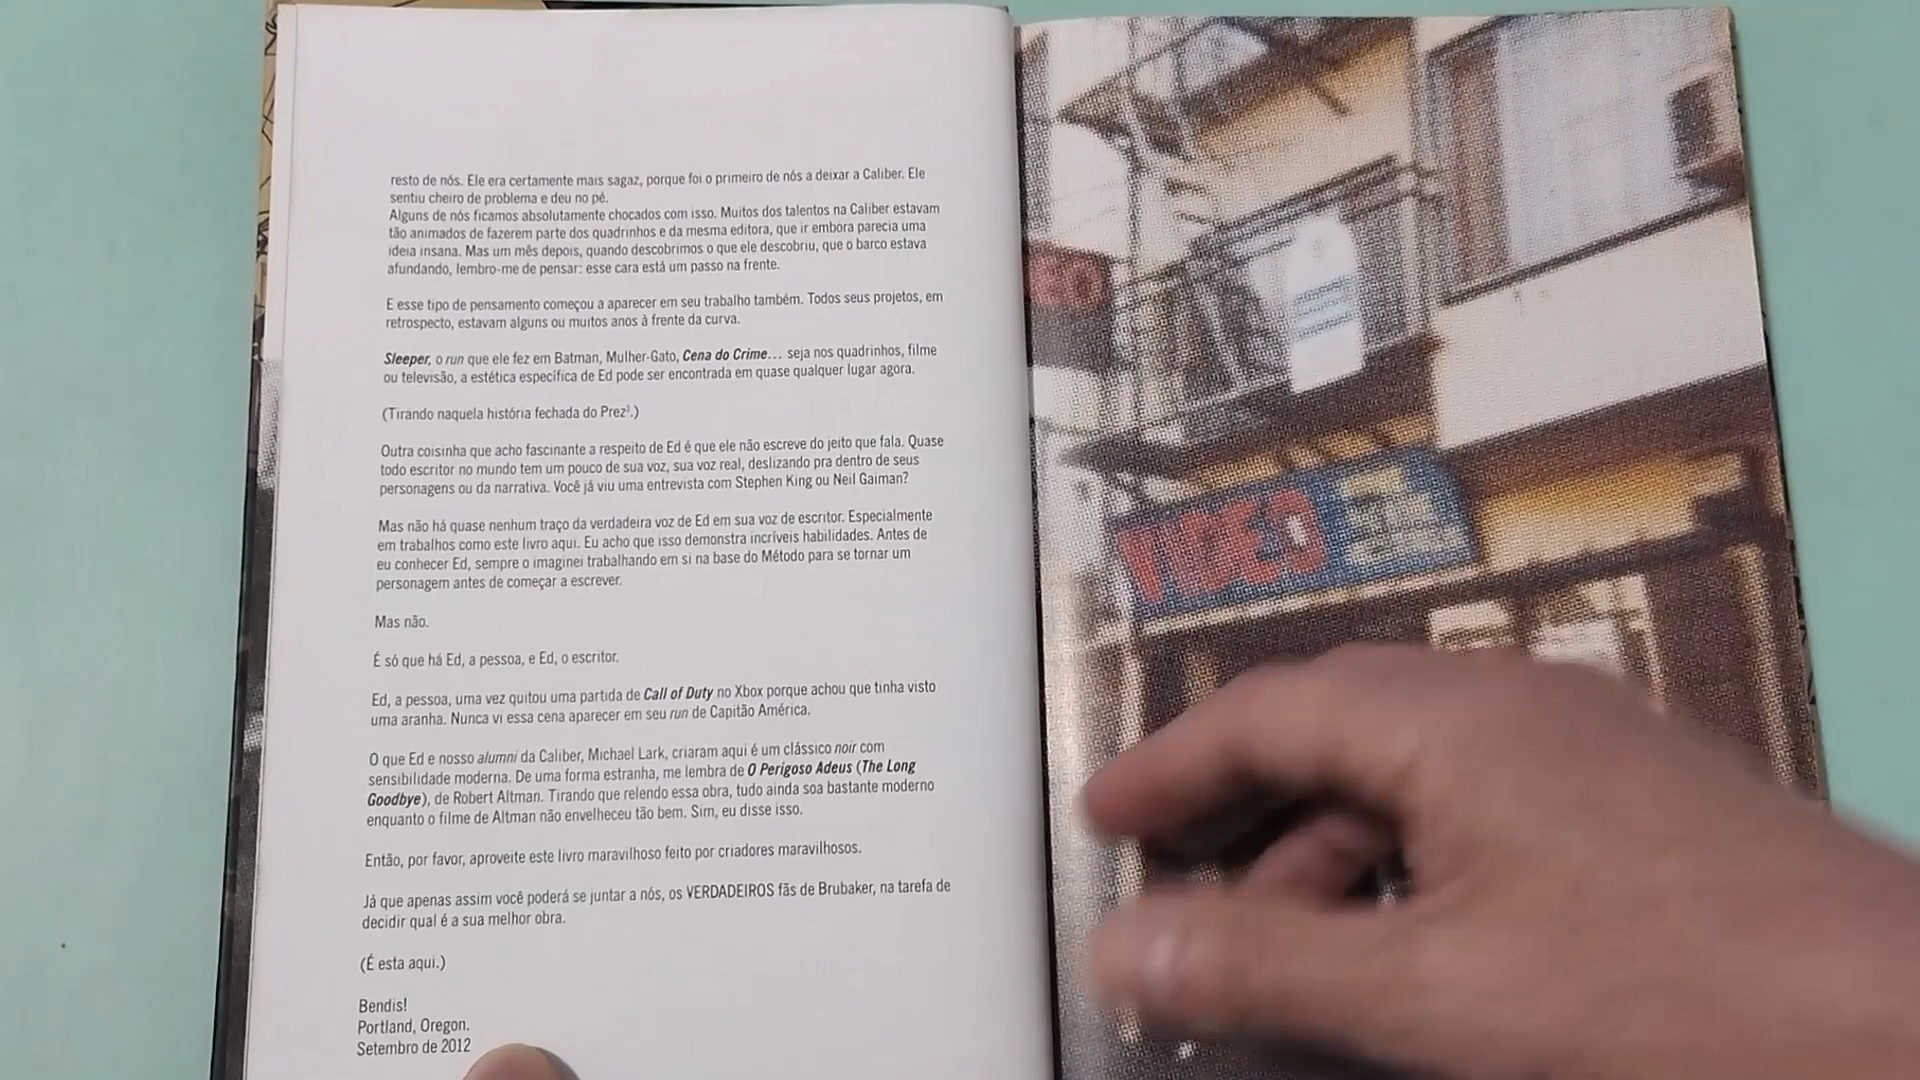 resto de nós. Ele era certamente mais sagaz, porque foi o primeiro de nós a deixar a Caliber. Ele
sentiu cheiro de problema e deu no pé.
Alguns de nós ficamos absolutamente chocados com isso. Muitos dos talentos na Caliber estavam
tão animados de fazerem parte dos quadrinhos e da mesma editora, que ir embora parecia uma
ideia insana. Mas um mês depois, quando descobrimos o que ele descobriu, que o barco estava
afundando, lembro-me de pensar: esse cara está um passo na frente.
E esse tipo de pensamento começou a aparecer em seu trabalho também. Todos seus projetos, em
retrospecto, estavam alguns ou muitos anos à frente da curva.
Sleeper, o run que ele fez em Batman, Mulher-Gato, Cena do Crime... seja nos quadrinhos, filme
ou televisão, a estética específica de Ed pode ser encontrada em quase qualquer lugar agora.
(Tirando naquela história fechada do Prez¹.)
Outra coisinha que acho fascinante a respeito de Ed é que ele não escreve do jeito que fala. Quase
todo escritor no mundo tem um pouco de sua voz, sua voz real, deslizando pra dentro de seus
personagens ou da narrativa. Você já viu uma entrevista com Stephen King ou Neil Gaiman?
Mas não há quase nenhum traço da verdadeira voz de Ed em sua voz de escritor. Especialmente
em trabalhos como este livro aqui. Eu acho que isso demonstra incríveis habilidades. Antes de
eu conhecer Ed, sempre o imaginei trabalhando em si na base do Método para se tornar um
personagem antes de começar a escrever.
Mas não.
É só que há Ed, a pessoa, e Ed, o escritor.
Ed, a pessoa, uma vez quitou uma partida de Call of Duty no Xbox porque achou que tinha visto
uma aranha. Nunca vi essa cena aparecer em seu run de Capitão América.
O que Ed e nosso alumni da Caliber, Michael Lark, criaram aqui é um clássico noir com
sensibilidade moderna. De uma forma estranha, me lembra de O Perigoso Adeus (The Long
Goodbye), de Robert Altman. Tirando que relendo essa obra, tudo ainda soa bastante moderno
enquanto o filme de Altman não envelheceu tão bem. Sim, eu disse isso.
Então, por favor, aproveite este livro maravilhoso feito por criadores maravilhosos.
Já que apenas assim você poderá se juntar a nós, os VERDADEIROS fãs de Brubaker, na tarefa de
decidir qual é a sua melhor obra.
(É esta aqui.)
Bendis!
Portland, Oregon.
Setembro de 2012
VIDEO